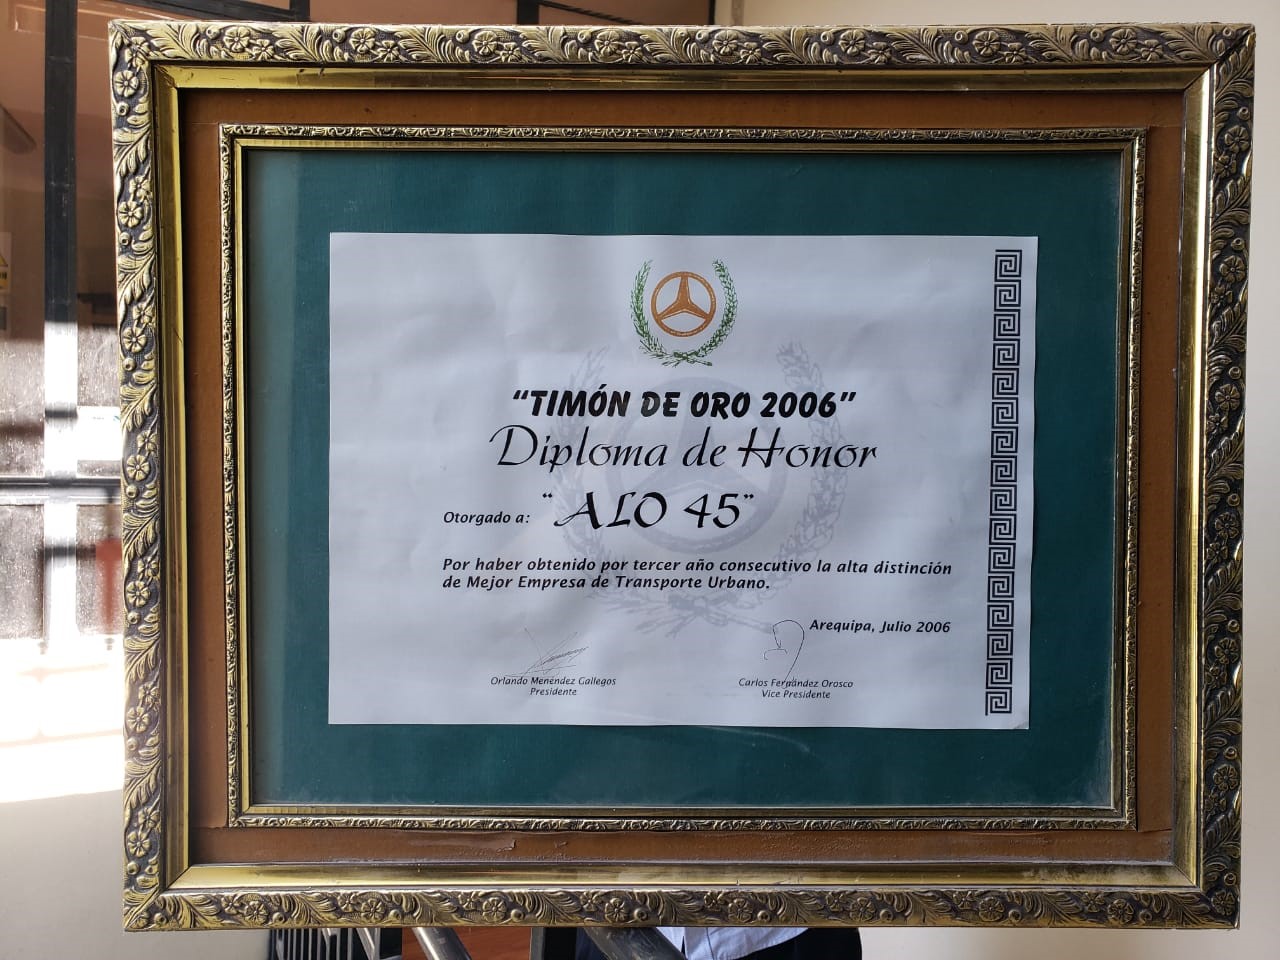 “TIMÓN DE ORO 2006”
Diploma de Honor
Otorgado a: “ALO 45”
Por haber obtenido por tercer año consecutivo la alta distinción
de Mejor Empresa de Transporte Urbano.
Arequipa, Julio 2006
Orlando Menéndez Gallegos
Presidente
Carlos Fernández Orosco
Vice Presidente